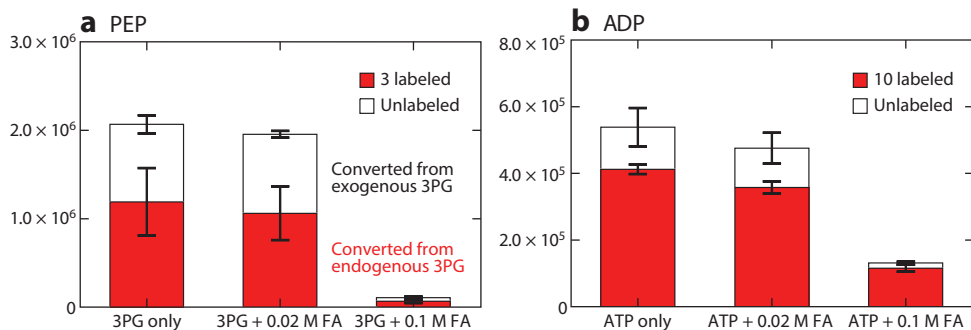 a PEP
3.0 × 10⁶
2.0 × 10⁶
1.0 × 10⁶
0
3 labeled
Unlabeled
Converted from
exogenous 3PG
Converted from
endogenous 3PG
3PG only 3PG + 0.02 M FA 3PG + 0.1 M FA
b ADP
8.0 × 10⁵
6.0 × 10⁵
4.0 × 10⁵
2.0 × 10⁵
0
10 labeled
Unlabeled
ATP only ATP + 0.02 M FA ATP + 0.1 M FA